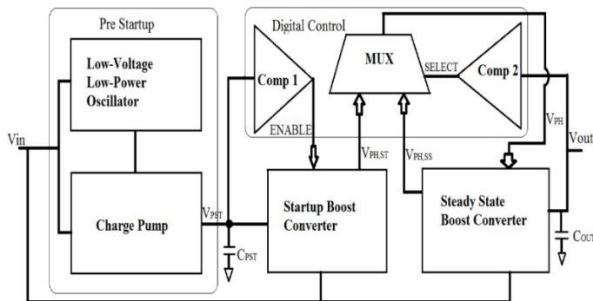 Pre Startup
Digital Control
Low-Voltage
Low-Power
Oscillator
Comp 1
MUX
SELECT
Comp 2
Vin
ENABLE
VPH,ST
VPH,SS
VPH
Vout
Charge Pump
VPST
CPST
Startup Boost
Converter
Steady State
Boost Converter
COUT